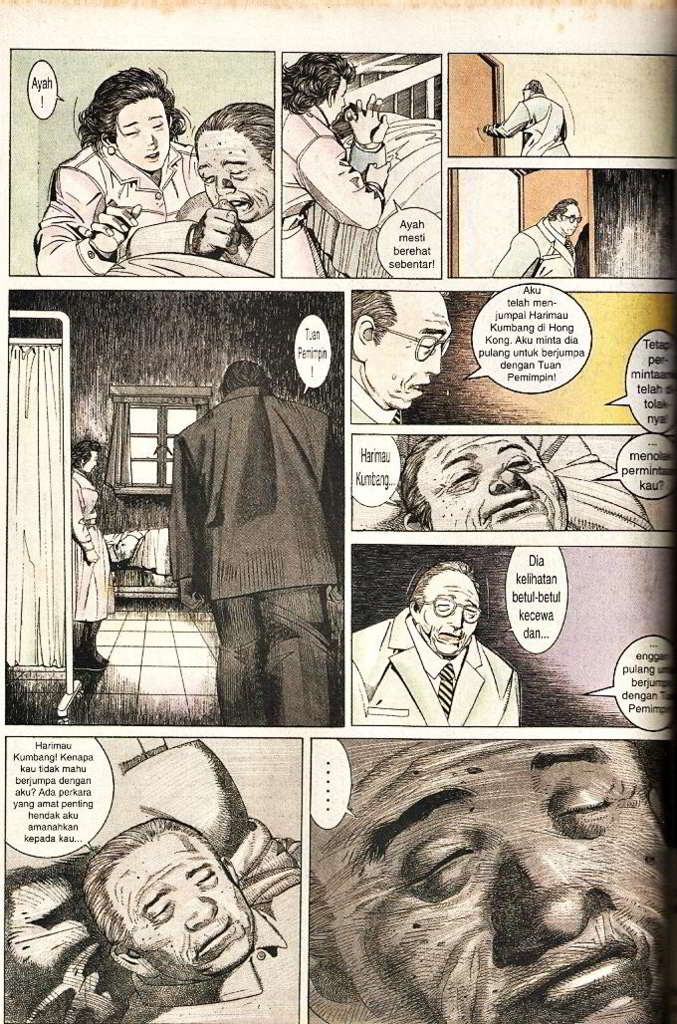 Ayah
!
Ayah
mesti
berehat
sebentar!
Tuan
Pemimpin
!
Aku
telah men-
jumpai Harimau
Kumbang di Hong
Kong. Aku minta dia
pulang untuk berjumpa
dengan Tuan
Pemimpin!
Tetapi
per-
mintaan
telah di
tolak-
nya!
Harimau
Kumbang...
...
menolak
permintaan
kau?
Dia
kelihatan
betul-betul
kecewa
dan...
...
enggan
pulang untuk
berjumpa
dengan Tuan
Pemimpin!
Harimau
Kumbang! Kenapa
kau tidak mahu
berjumpa dengan
aku? Ada perkara
yang amat penting
hendak aku
amanahkan
kepada kau...
......